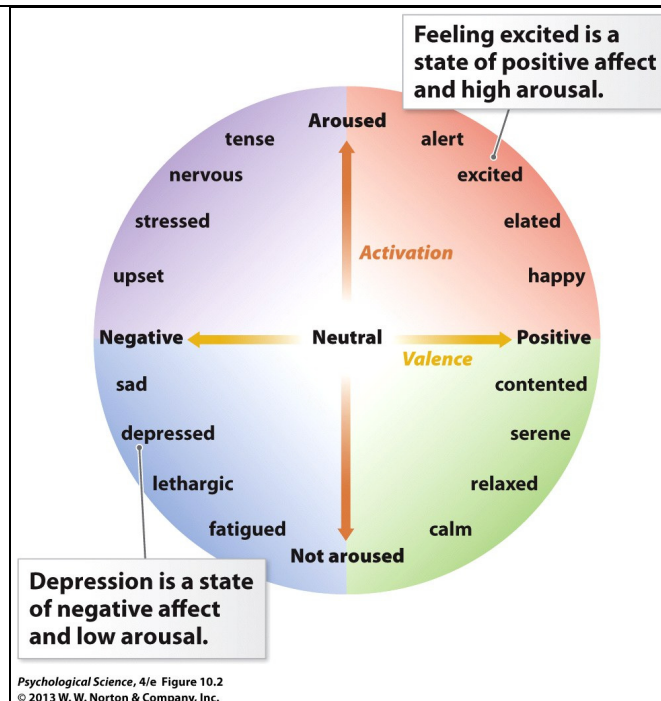 Feeling excited is a
state of positive affect
and high arousal.
Aroused
tense
alert
nervous
excited
stressed
elated
Activation
upset
happy
Negative
Neutral
Positive
Valence
sad
contented
depressed
serene
lethargic
relaxed
fatigued
calm
Not aroused
Depression is a state
of negative affect
and low arousal.
Psychological Science, 4/e Figure 10.2
© 2013 W. W. Norton & Company, Inc.